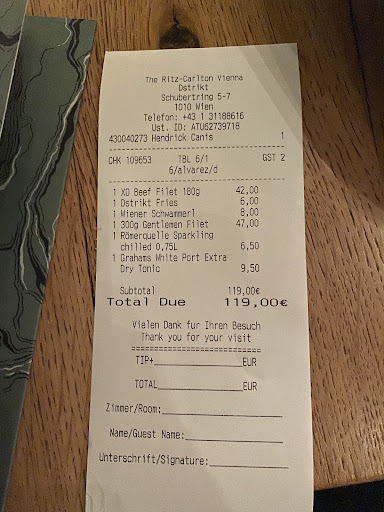 The Ritz-Carlton Vienna
Dstrikt
Schubertring 5-7
1010 Wien
Telefon: +43 1 31188616
Ust. ID: ATU62739718
430040273 Hendrick Canis 1
CHK 109653 TBL 6/1 GST 2
6/alvarez/d
1 XO Beef Filet 180g 42,00
1 Dstrikt Fries 6,00
1 Wiener Schwammerl 8,00
1 300g Gentlemen Filet 47,00
1 Römerquelle Sparkling
chilled 0,75L 6,50
1 Grahams White Port Extra
Dry Tonic 9,50
Subtotal 119,00€
Total Due 119,00€
Vielen Dank fur Ihren Besuch
Thank you for your visit
===========================
TIP+________________EUR
TOTAL_______________EUR
Zimmer/Room:___________________
Name/Guest Name:_______________
Unterschrift/Signature:________________